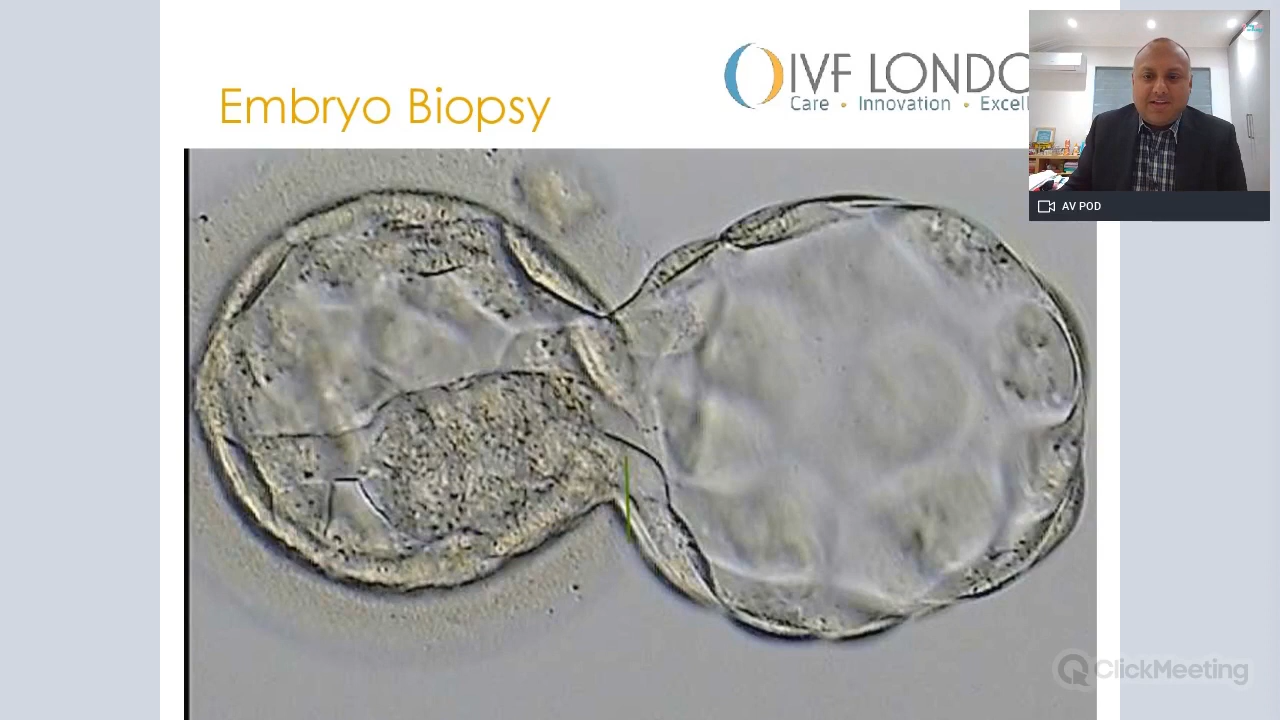 Embryo Biopsy
IVF LONDO
Care • Innovation • Excell
AV POD
ClickMeeting